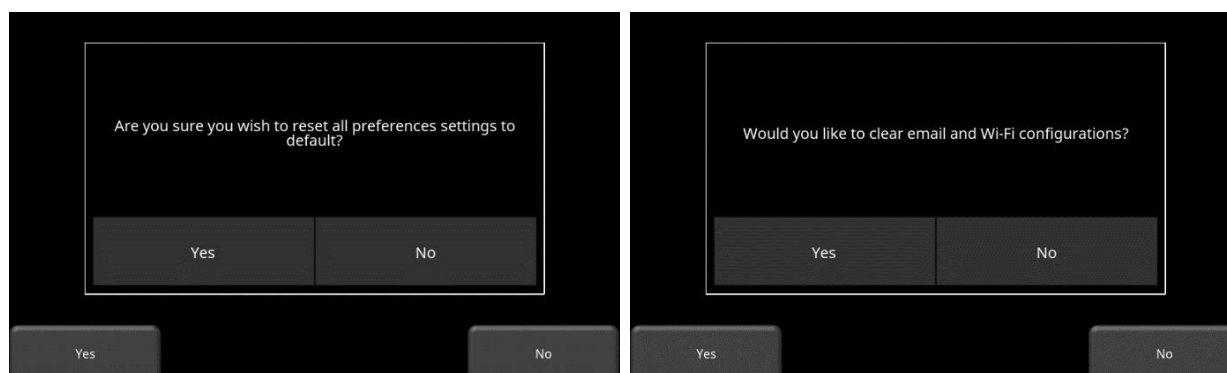 Are you sure you wish to reset all preferences settings to
default?
Yes
No
Yes
No
Would you like to clear email and Wi-Fi configurations?
Yes
No
Yes
No